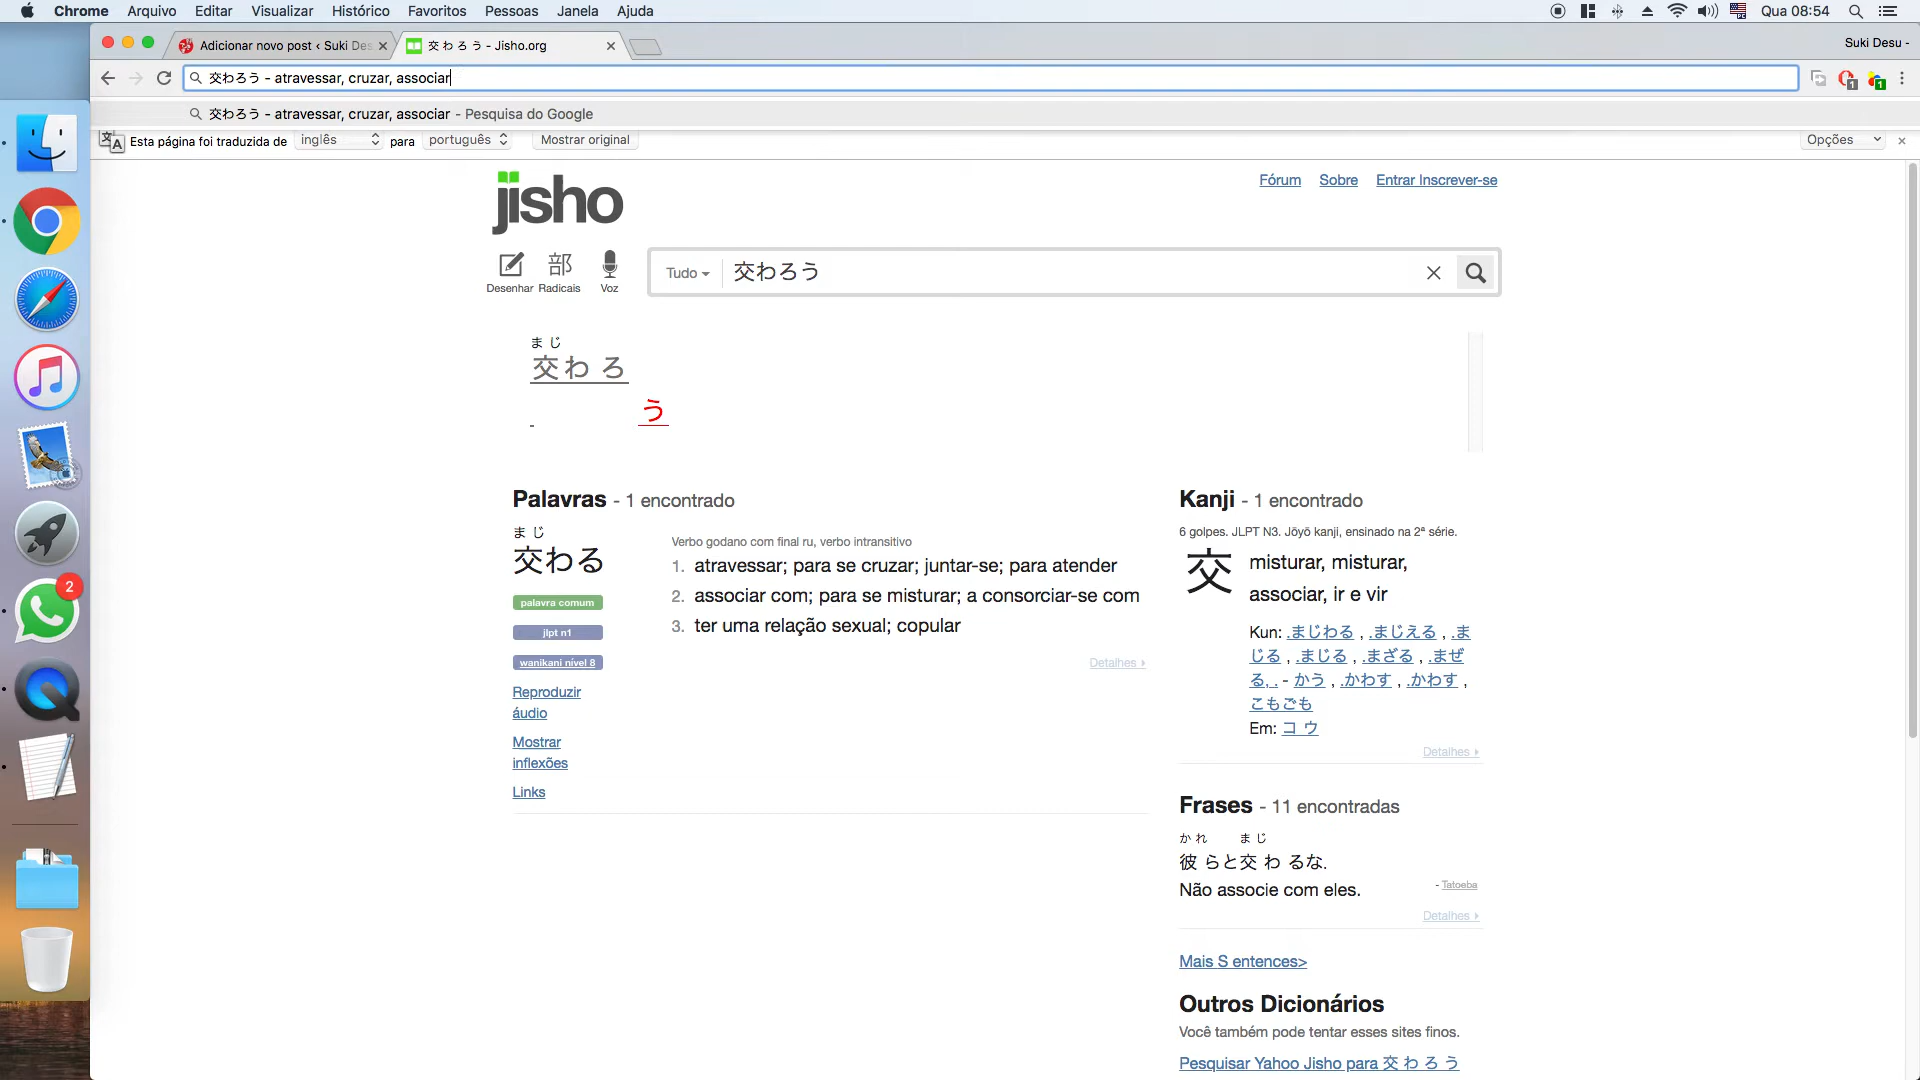 Chrome Arquivo Editar Visualizar Histórico Favoritos Pessoas Janela Ajuda Qua 08:54
Adicionar novo post ‹ Suki Des
交 わ ろ う - Jisho.org
Suki Desu -
交わろう - atravessar, cruzar, associar
交わろう - atravessar, cruzar, associar - Pesquisa do Google
Esta página foi traduzida de inglês para português Mostrar original Opções
jisho
Fórum Sobre Entrar Inscrever-se
部
Desenhar Radicais Voz
Tudo 交わろう
ま じ
交わ ろ
う
-
Palavras - 1 encontrado
ま じ
交わる
palavra comum
jlpt n1
wanikani nível 8
Reproduzir
áudio
Mostrar
inflexões
Links
Verbo godano com final ru, verbo intransitivo
1. atravessar; para se cruzar; juntar-se; para atender
2. associar com; para se misturar; a consorciar-se com
3. ter uma relação sexual; copular
Detalhes
Kanji - 1 encontrado
6 golpes. JLPT N3. Jōyō kanji, ensinado na 2ª série.
交
misturar, misturar,
associar, ir e vir
Kun: .まじわる , .まじえる , .ま
じる , .まじる , .まざる , .まぜ
る, . - かう , .かわす , .かわす ,
こもごも
Em: コ ウ
Detalhes
Frases - 11 encontradas
か れ ま じ
彼 らと交 わ るな.
Não associe com eles.
- Tatoeba
Detalhes
Mais S entences>
Outros Dicionários
Você também pode tentar esses sites finos.
Pesquisar Yahoo Jisho para 交 わ ろ う
2
1
1